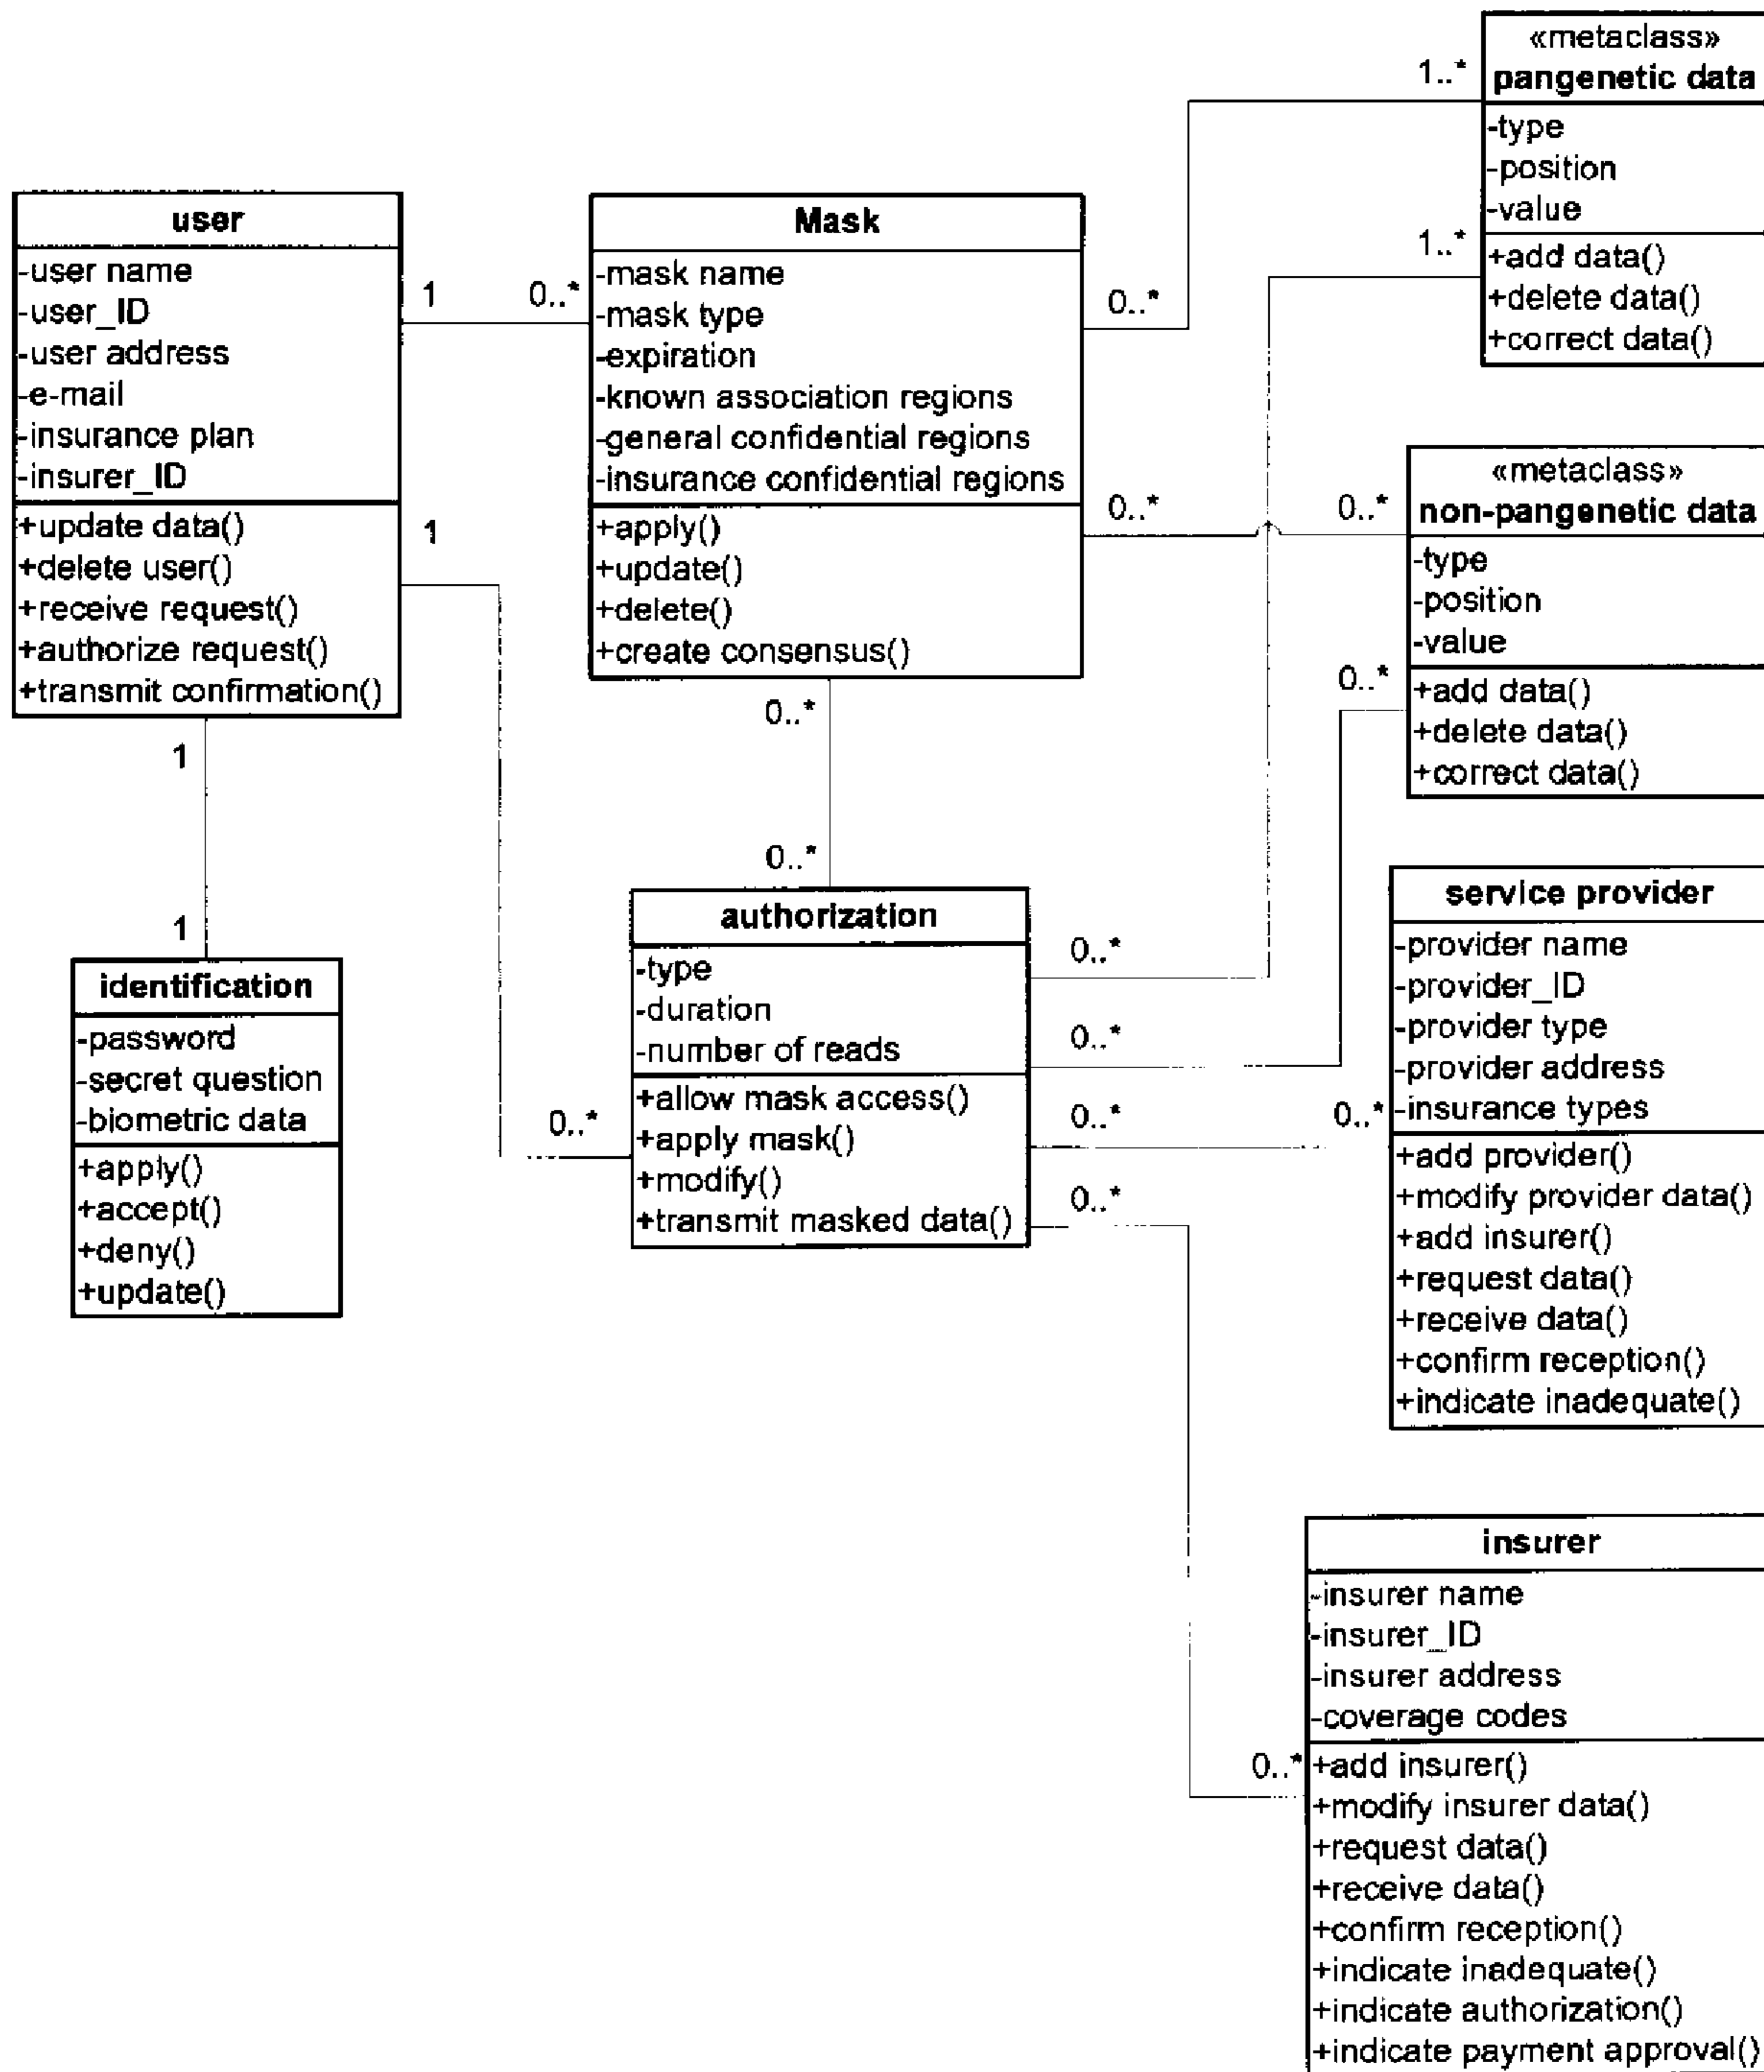 user
-user name
-user_ID
-user address
-e-mail
-insurance plan
-insurer_ID
+update data()
+delete user()
+receive request()
+authorize request()
+transmit confirmation()
1
0..*
1
0..*
1
1
identification
-password
-secret question
-biometric data
+apply()
+accept()
+deny()
+update()
Mask
-mask name
-mask type
-expiration
-known association regions
-general confidential regions
-insurance confidential regions
+apply()
+update()
+delete()
+create consensus()
0..*
1..*
0..*
0..*
0..*
0..*
authorization
-type
-duration
-number of reads
+allow mask access()
+apply mask()
+modify()
+transmit masked data()
0..*
1..*
0..*
0..*
0..*
0..*
0..*
0..*
«metaclass»
pangenetic data
-type
-position
-value
+add data()
+delete data()
+correct data()
«metaclass»
non-pangenetic data
-type
-position
-value
+add data()
+delete data()
+correct data()
service provider
-provider name
-provider_ID
-provider type
-provider address
-insurance types
+add provider()
+modify provider data()
+add insurer()
+request data()
+receive data()
+confirm reception()
+indicate inadequate()
insurer
-insurer name
-insurer_ID
-insurer address
-coverage codes
+add insurer()
+modify insurer data()
+request data()
+receive data()
+confirm reception()
+indicate inadequate()
+indicate authorization()
+indicate payment approval()